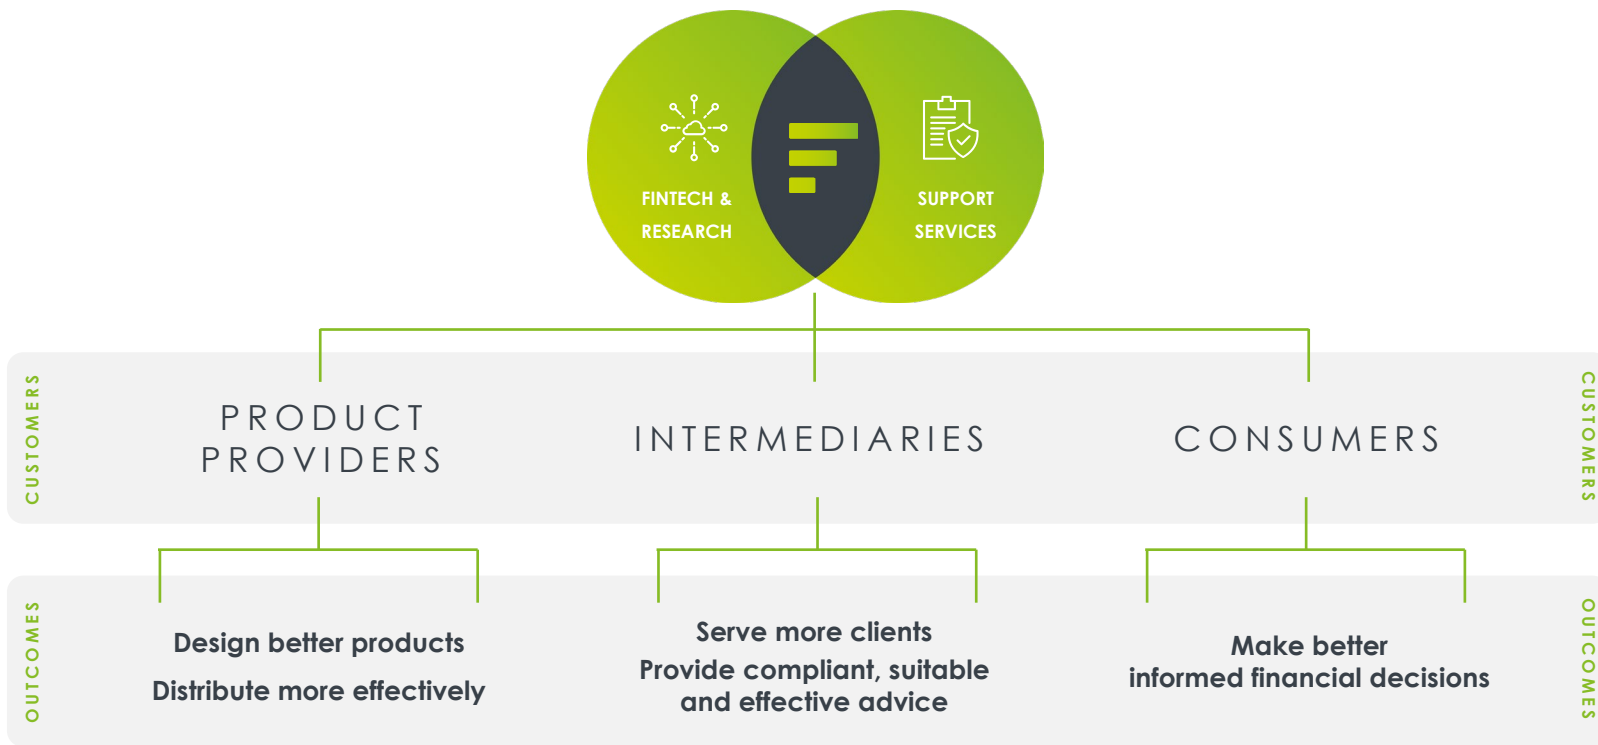 FINTECH &
RESEARCH
SUPPORT
SERVICES
CUSTOMERS
PRODUCT
PROVIDERS
INTERMEDIARIES
CONSUMERS
CUSTOMERS
OUTCOMES
Design better products
Distribute more effectively
Serve more clients
Provide compliant, suitable
and effective advice
Make better
informed financial decisions
OUTCOMES